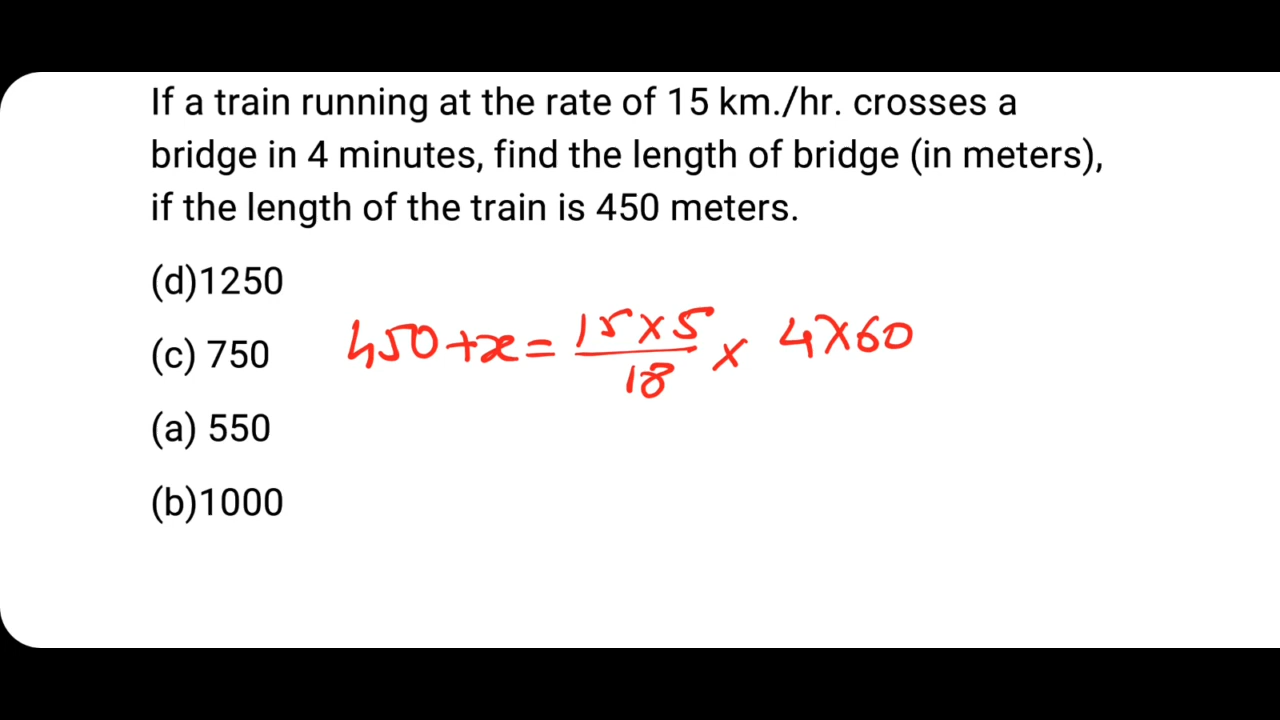 If a train running at the rate of 15 km./hr. crosses a
bridge in 4 minutes, find the length of bridge (in meters),
if the length of the train is 450 meters.
(d)1250
450+x= 15×5/18 × 4×60
(c) 750
(a) 550
(b)1000